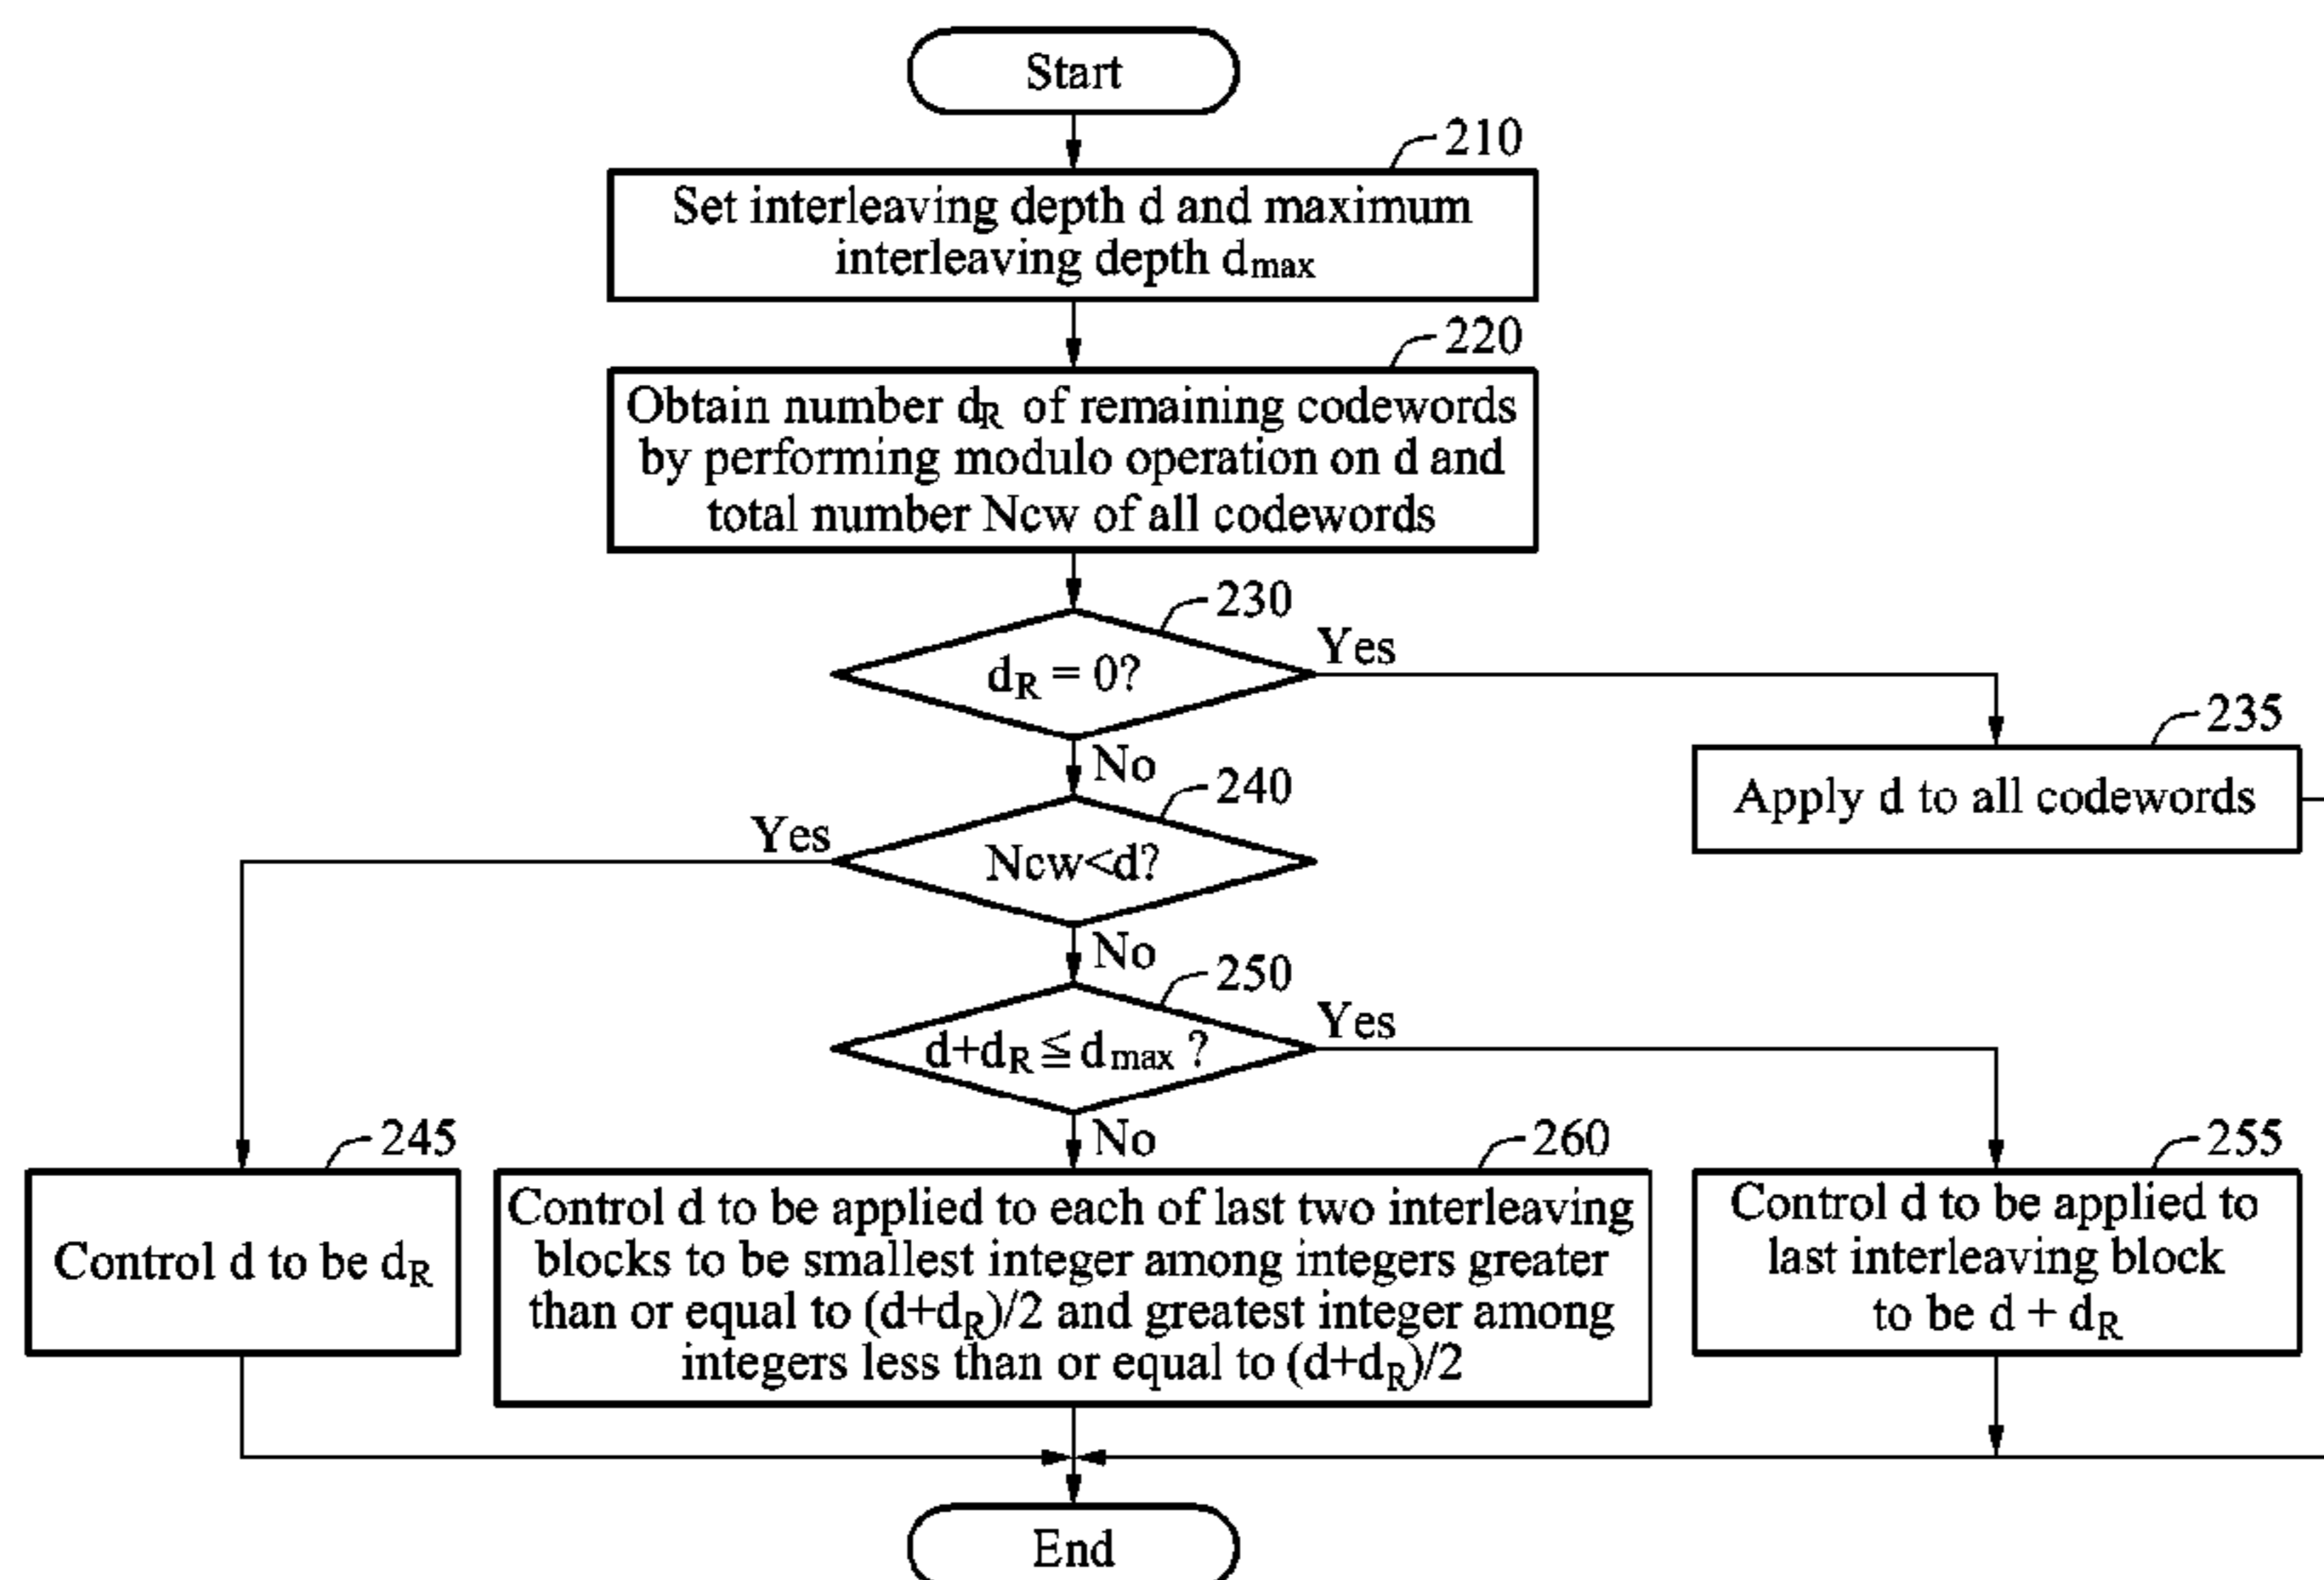 Start
210
Set interleaving depth d and maximum
interleaving depth dmax
220
Obtain number dR of remaining codewords
by performing modulo operation on d and
total number Ncw of all codewords
230
dR = 0?
Yes
No
235
Apply d to all codewords
240
Ncw<d?
Yes
No
250
d+dR ≦ dmax ?
Yes
No
245
Control d to be dR
260
Control d to be applied to each of last two interleaving
blocks to be smallest integer among integers greater
than or equal to (d+dR)/2 and greatest integer among
integers less than or equal to (d+dR)/2
255
Control d to be applied to
last interleaving block
to be d + dR
End